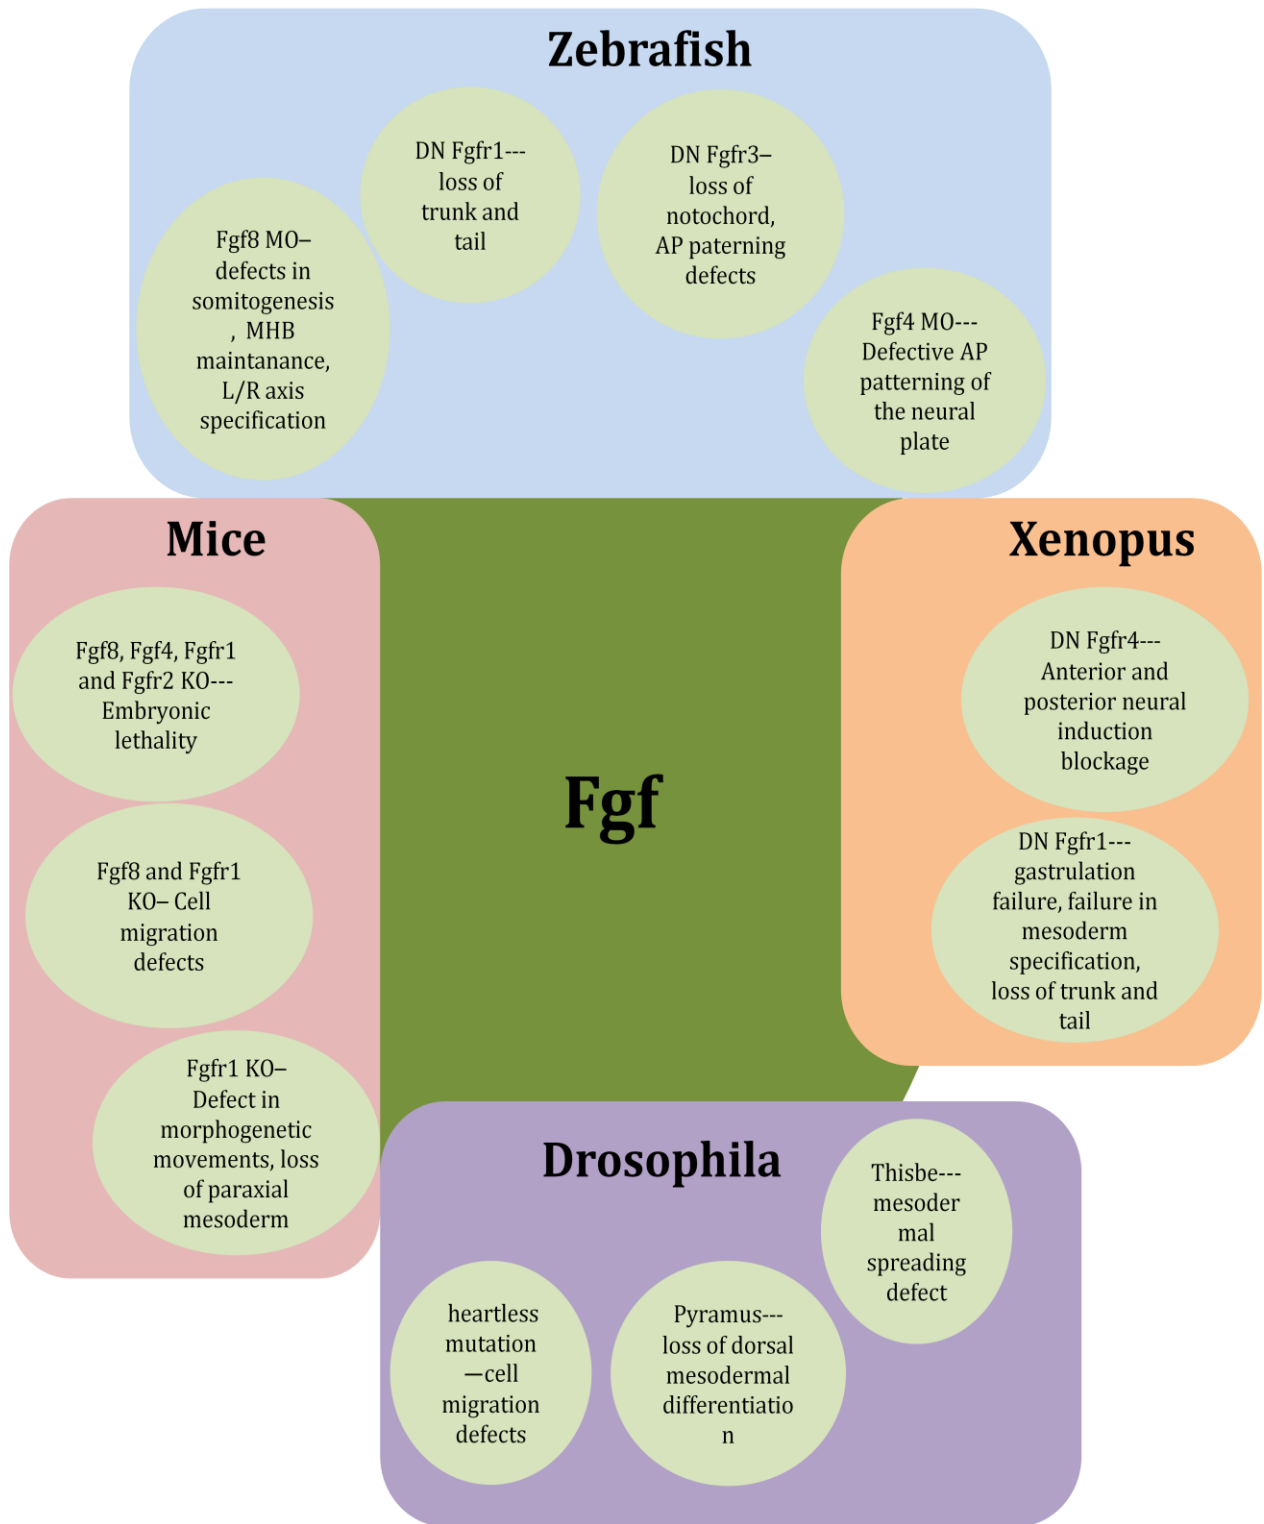 Zebrafish
Fgf8 MO–
defects in
somitogenesis
, MHB
maintanance,
L/R axis
specification
DN Fgfr1---
loss of
trunk and
tail
DN Fgfr3–
loss of
notochord,
AP paterning
defects
Fgf4 MO---
Defective AP
patterning of
the neural
plate
Mice
Fgf8, Fgf4, Fgfr1
and Fgfr2 KO---
Embryonic
lethality
Fgf8 and Fgfr1
KO– Cell
migration
defects
Fgfr1 KO–
Defect in
morphogenetic
movements, loss
of paraxial
mesoderm
Fgf
Xenopus
DN Fgfr4---
Anterior and
posterior neural
induction
blockage
DN Fgfr1---
gastrulation
failure, failure in
mesoderm
specification,
loss of trunk and
tail
Drosophila
heartless
mutation
—cell
migration
defects
Pyramus---
loss of dorsal
mesodermal
differentiatio
n
Thisbe---
mesoder
mal
spreading
defect